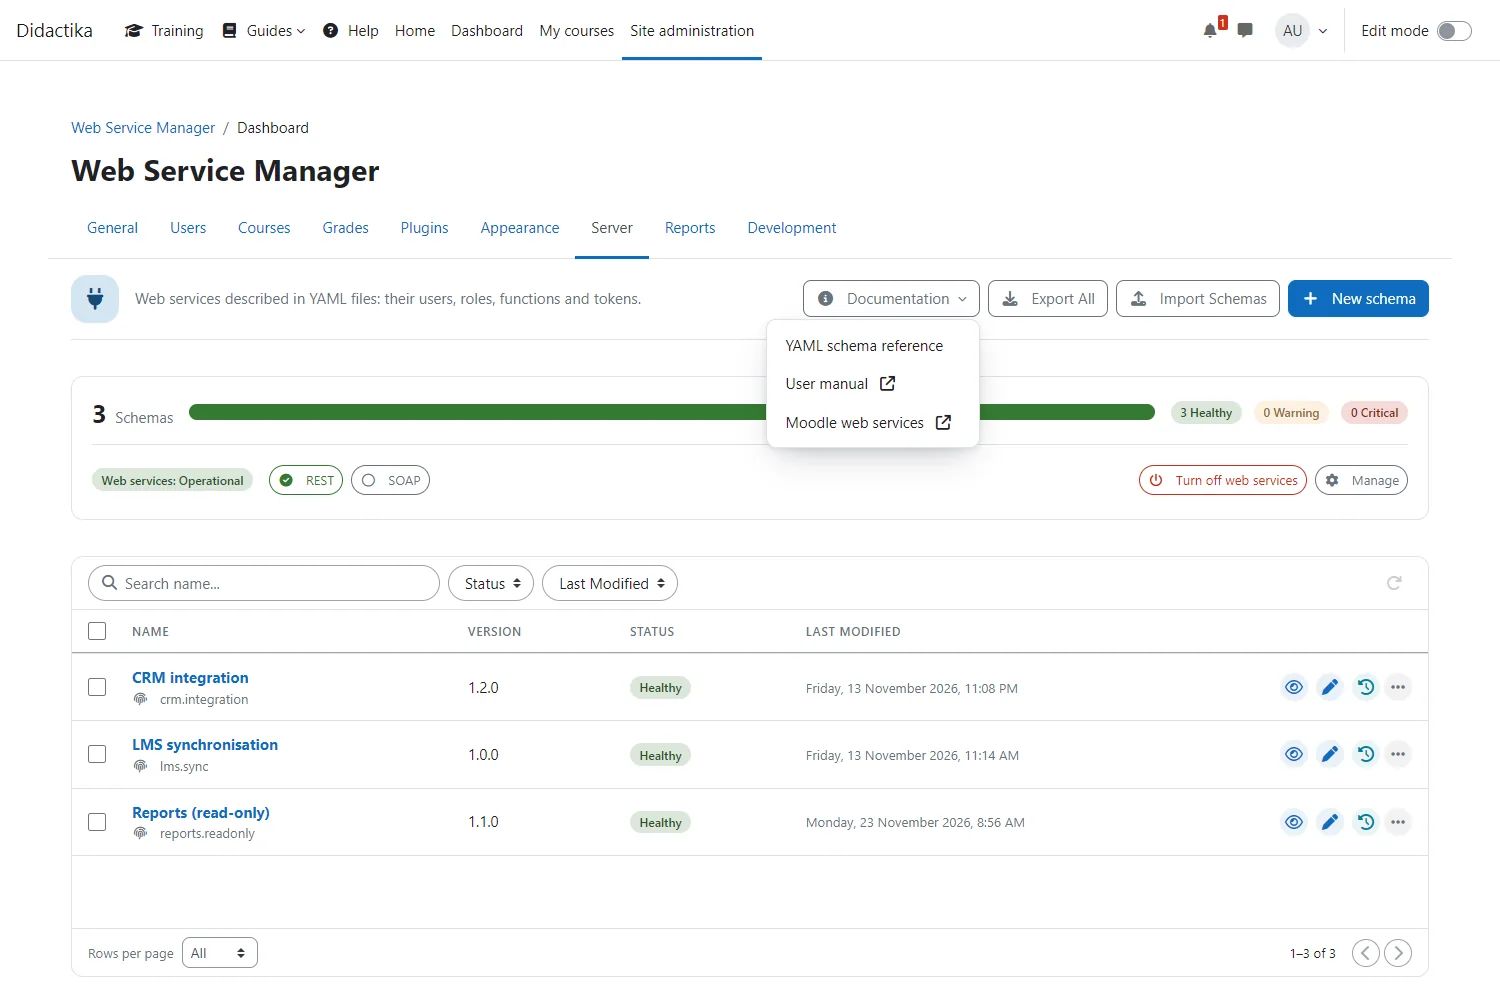 Didactika
Training
Guides
Help
Home
Dashboard
My courses
Site administration
1
AU
Edit mode
Web Service Manager / Dashboard
Web Service Manager
General
Users
Courses
Grades
Plugins
Appearance
Server
Reports
Development
Web services described in YAML files: their users, roles, functions and tokens.
Documentation
Export All
Import Schemas
New schema
YAML schema reference
User manual
Moodle web services
3 Schemas
3 Healthy
0 Warning
0 Critical
Web services: Operational
REST
SOAP
Turn off web services
Manage
Search name...
Status
Last Modified
NAME VERSION STATUS LAST MODIFIED
CRM integration
crm.integration
1.2.0
Healthy
Friday, 13 November 2026, 11:08 PM
LMS synchronisation
lms.sync
1.0.0
Healthy
Friday, 13 November 2026, 11:14 AM
Reports (read-only)
reports.readonly
1.1.0
Healthy
Monday, 23 November 2026, 8:56 AM
Rows per page All
1–3 of 3